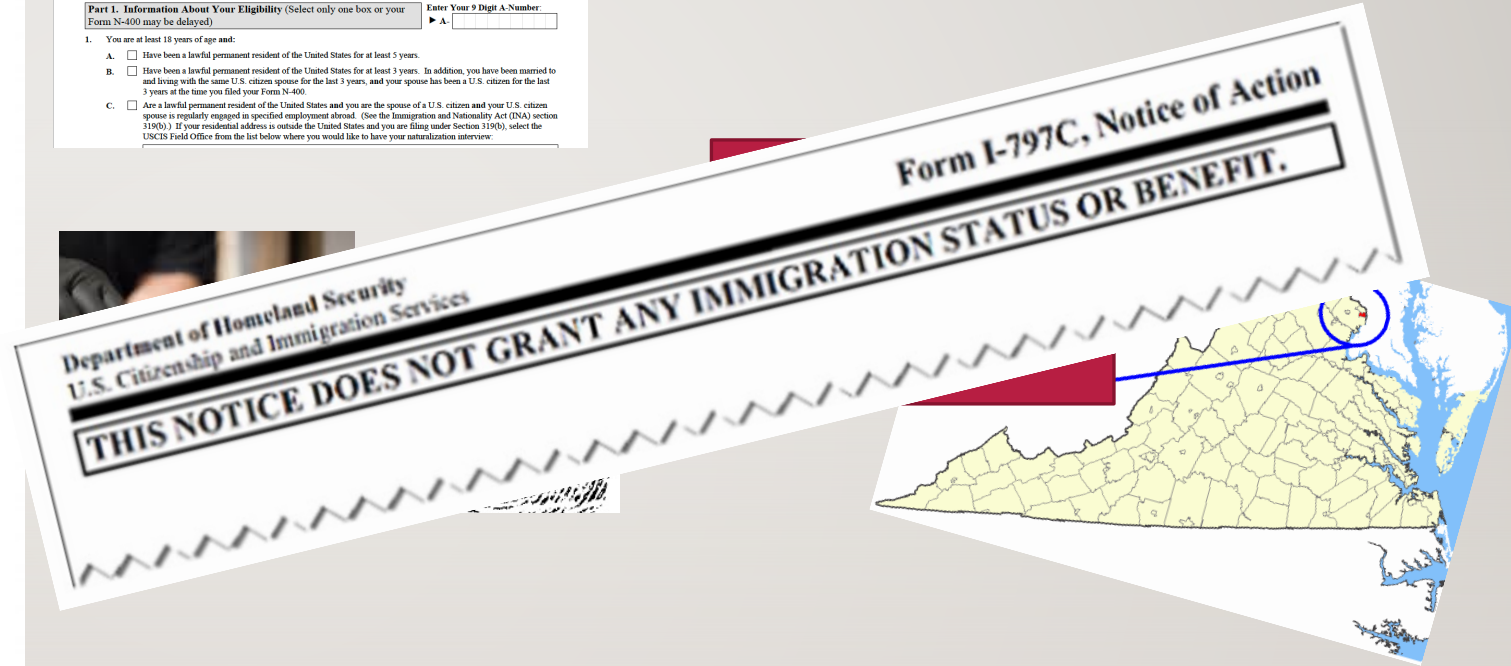 Part 1. Information About Your Eligibility (Select only one box or your
Form N-400 may be delayed)
Enter Your 9 Digit A-Number:
► A-
1. You are at least 18 years of age and:
A. Have been a lawful permanent resident of the United States for at least 5 years.
B. Have been a lawful permanent resident of the United States for at least 3 years. In addition, you have been married to
and living with the same U.S. citizen spouse for the last 3 years, and your spouse has been a U.S. citizen for the last
3 years at the time you filed your Form N-400.
C. Are a lawful permanent resident of the United States and you are the spouse of a U.S. citizen and your U.S. citizen
spouse is regularly engaged in specified employment abroad. (See the Immigration and Nationality Act (INA) section
319(b).) If your residential address is outside the United States and you are filing under Section 319(b), select the
USCIS Field Office from the list below where you would like to have your naturalization interview:
Department of Homeland Security
U.S. Citizenship and Immigration Services
Form I-797C, Notice of Action
THIS NOTICE DOES NOT GRANT ANY IMMIGRATION STATUS OR BENEFIT.